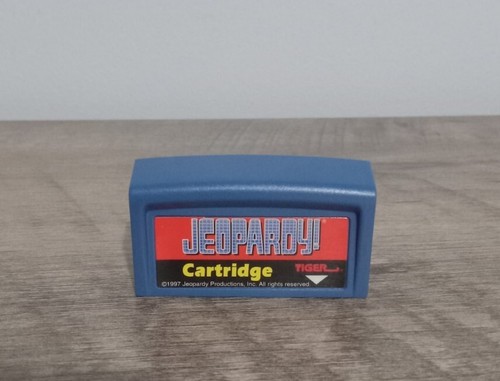 JEOPARDY!
Cartridge
TIGER
©1997 Jeopardy Productions, Inc. All rights reserved.